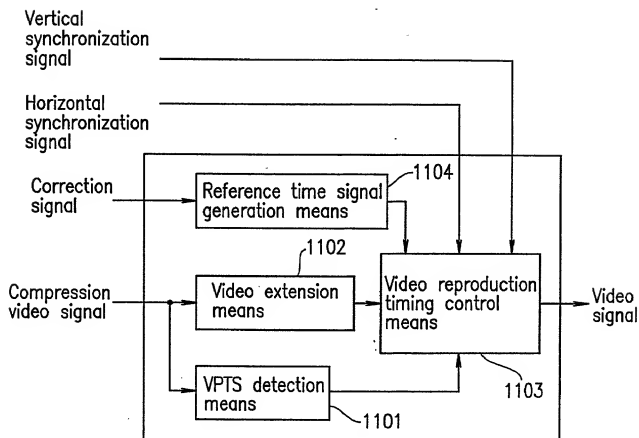 Vertical
synchronization
signal
Horizontal
synchronization
signal
Correction
signal
Reference time signal
generation means
1104
1102
Compression
video signal
Video extension
means
Video reproduction
timing control
means
Video
signal
1103
VPTS detection
means
1101